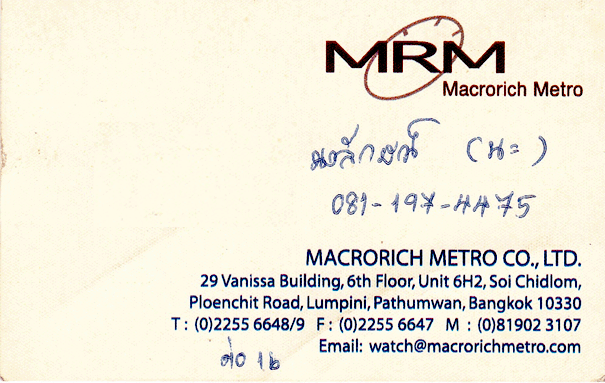 MRM
Macrorich Metro
นงลักษณ์ (นะ)
081-197-4475
MACRORICH METRO CO., LTD.
29 Vanissa Building, 6th Floor, Unit 6H2, Soi Chidlom,
Ploenchit Road, Lumpini, Pathumwan, Bangkok 10330
T : (0)2255 6648/9 F : (0)2255 6647 M : (0)81902 3107
Email: watch@macrorichmetro.com
ต่อ 16